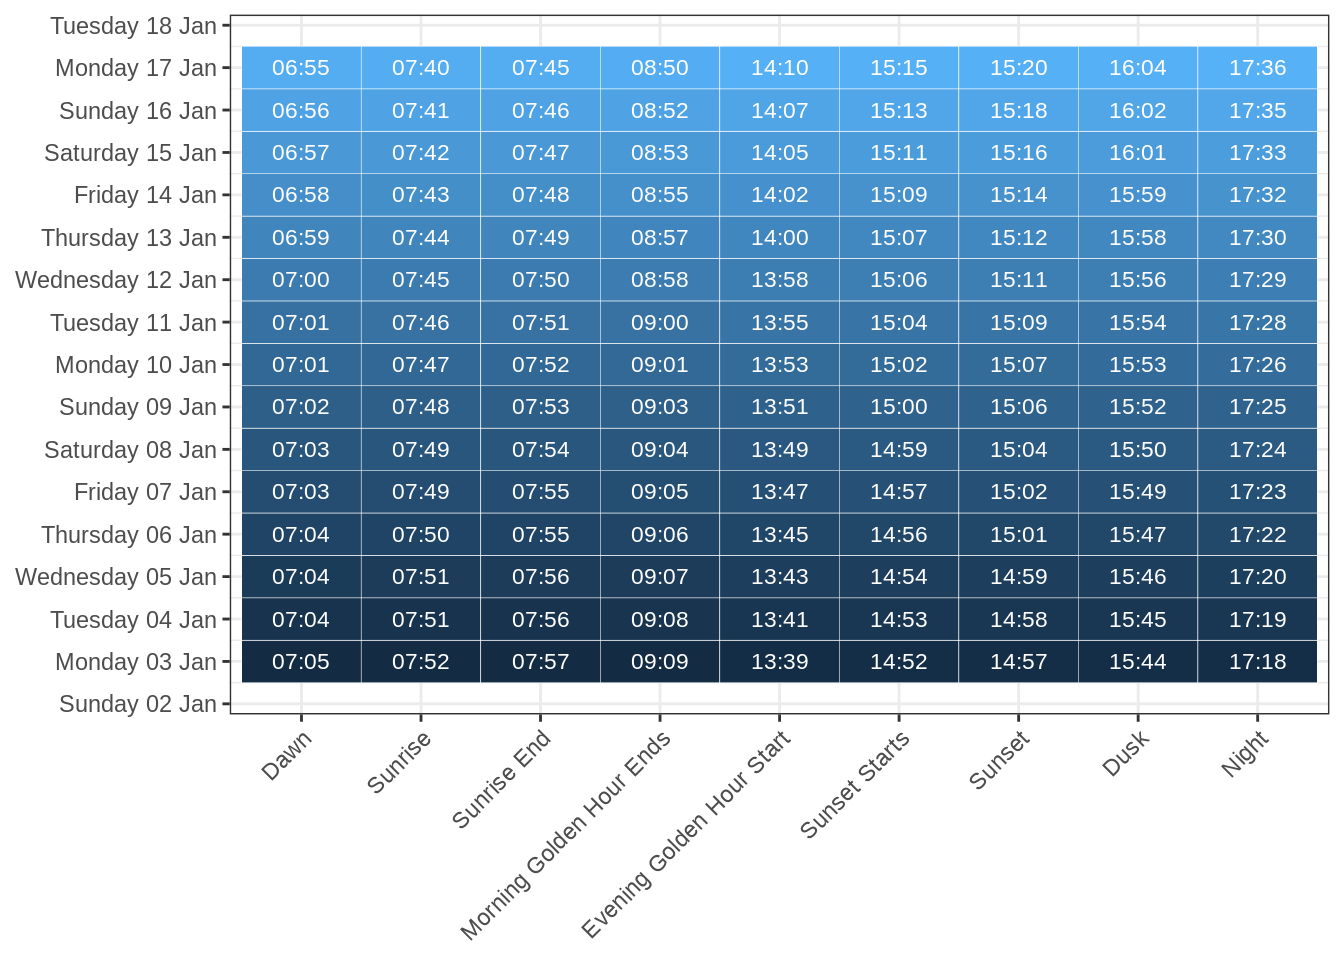 Tuesday 18 Jan
Monday 17 Jan 06:55 07:40 07:45 08:50 14:10 15:15 15:20 16:04 17:36
Sunday 16 Jan 06:56 07:41 07:46 08:52 14:07 15:13 15:18 16:02 17:35
Saturday 15 Jan 06:57 07:42 07:47 08:53 14:05 15:11 15:16 16:01 17:33
Friday 14 Jan 06:58 07:43 07:48 08:55 14:02 15:09 15:14 15:59 17:32
Thursday 13 Jan 06:59 07:44 07:49 08:57 14:00 15:07 15:12 15:58 17:30
Wednesday 12 Jan 07:00 07:45 07:50 08:58 13:58 15:06 15:11 15:56 17:29
Tuesday 11 Jan 07:01 07:46 07:51 09:00 13:55 15:04 15:09 15:54 17:28
Monday 10 Jan 07:01 07:47 07:52 09:01 13:53 15:02 15:07 15:53 17:26
Sunday 09 Jan 07:02 07:48 07:53 09:03 13:51 15:00 15:06 15:52 17:25
Saturday 08 Jan 07:03 07:49 07:54 09:04 13:49 14:59 15:04 15:50 17:24
Friday 07 Jan 07:03 07:49 07:55 09:05 13:47 14:57 15:02 15:49 17:23
Thursday 06 Jan 07:04 07:50 07:55 09:06 13:45 14:56 15:01 15:47 17:22
Wednesday 05 Jan 07:04 07:51 07:56 09:07 13:43 14:54 14:59 15:46 17:20
Tuesday 04 Jan 07:04 07:51 07:56 09:08 13:41 14:53 14:58 15:45 17:19
Monday 03 Jan 07:05 07:52 07:57 09:09 13:39 14:52 14:57 15:44 17:18
Sunday 02 Jan
Dawn
Sunrise
Sunrise End
Morning Golden Hour Ends
Evening Golden Hour Start
Sunset Starts
Sunset
Dusk
Night